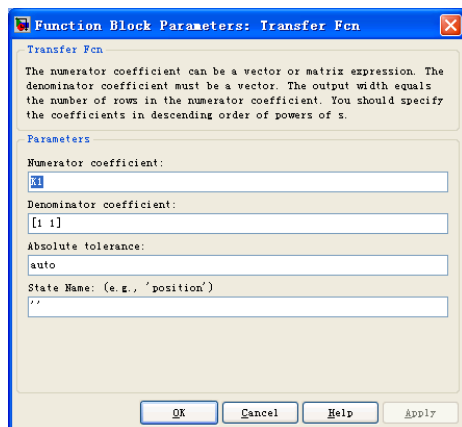 Function Block Parameters: Transfer Fcn
Transfer Fcn
The numerator coefficient can be a vector or matrix expression. The
denominator coefficient must be a vector. The output width equals
the number of rows in the numerator coefficient. You should specify
the coefficients in descending order of powers of s.
Parameters
Numerator coefficient:
K1
Denominator coefficient:
[1 1]
Absolute tolerance:
auto
State Name: (e.g., 'position')
''
OK Cancel Help Apply